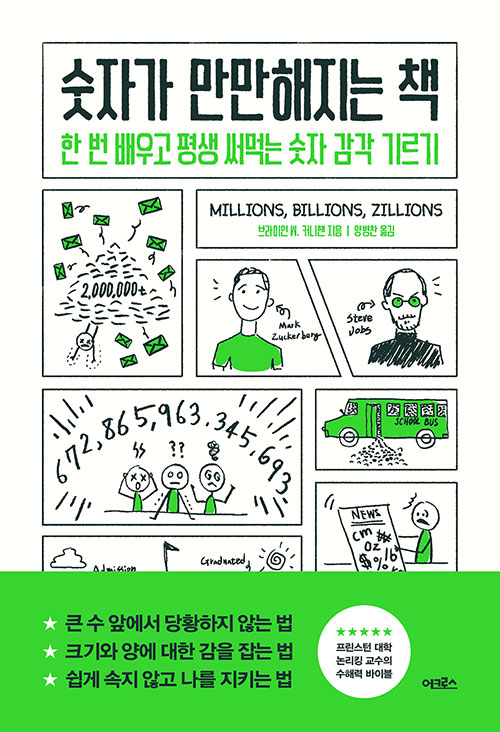 숫자가 만만해지는 책
한 번 배우고 평생 써먹는 숫자 감각 기르기
MILLIONS, BILLIONS, ZILLIONS
브라이언 W. 커니핸 지음 | 양병찬 옮김
2,000,000t
Mark
Zuckerberg
Steve
Jobs
672,865,963,345,693
??
SCHOOL BUS
NEWS
cm
oz
$%
16
Admission
Graduated
★ 큰 수 앞에서 당황하지 않는 법
★ 크기와 양에 대한 감을 잡는 법
★ 쉽게 속지 않고 나를 지키는 법
★★★★★
프린스턴 대학
논리킹 교수의
수해력 바이블
어크로스